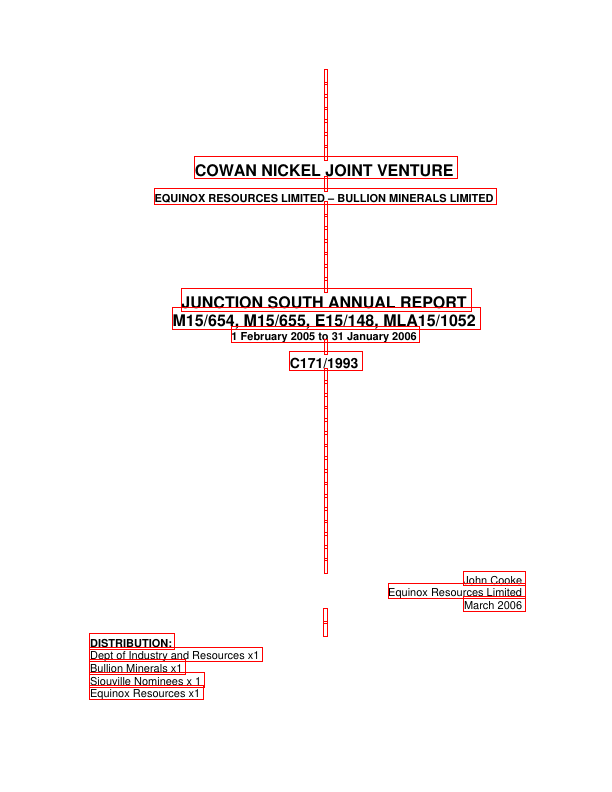 COWAN NICKEL JOINT VENTURE
EQUINOX RESOURCES LIMITED – BULLION MINERALS LIMITED
JUNCTION SOUTH ANNUAL REPORT
M15/654, M15/655, E15/148, MLA15/1052
1 February 2005 to 31 January 2006
C171/1993
John Cooke
Equinox Resources Limited
March 2006
DISTRIBUTION:
Dept of Industry and Resources x1
Bullion Minerals x1
Siouville Nominees x 1
Equinox Resources x1